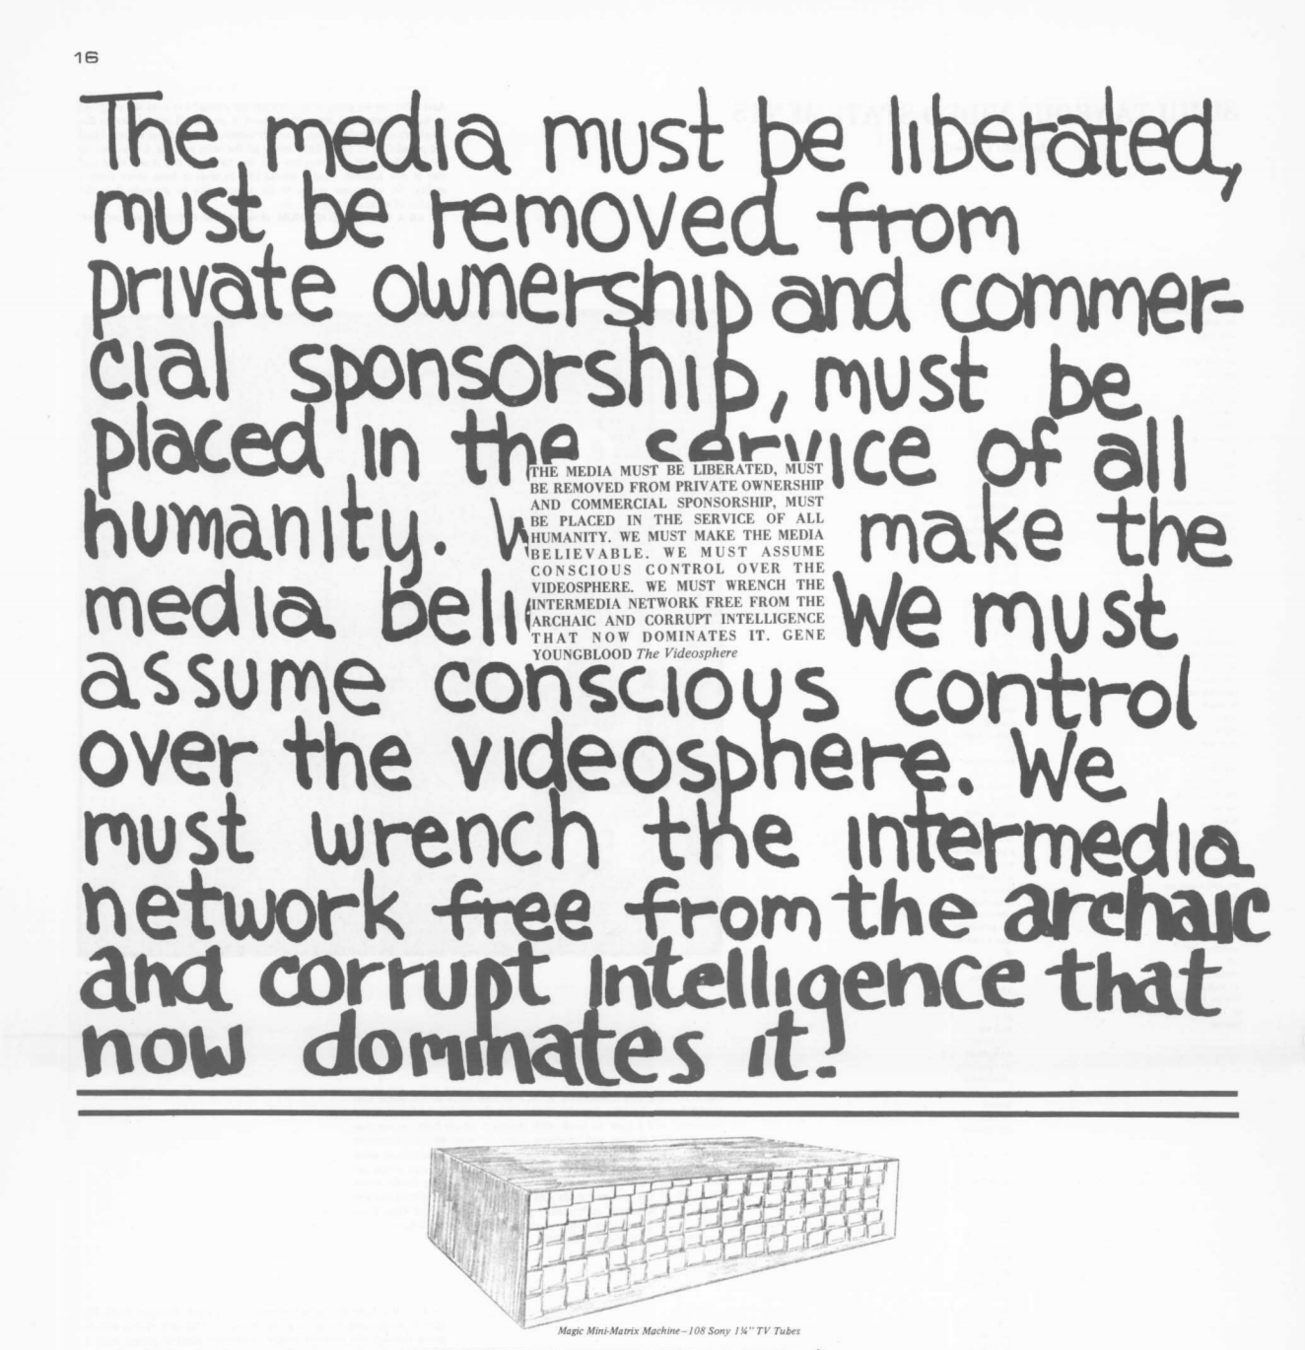 16
The media must be liberated,
must be removed from
private ownership and commer-
cial sponsorship, must be
placed in the service of all
humanity. W make the
media beli We must
assume conscious control
over the videosphere. We
must wrench the intermedia
network free from the archaic
and corrupt intelligence that
now dominates it.
THE MEDIA MUST BE LIBERATED, MUST
BE REMOVED FROM PRIVATE OWNERSHIP
AND COMMERCIAL SPONSORSHIP, MUST
BE PLACED IN THE SERVICE OF ALL
HUMANITY. WE MUST MAKE THE MEDIA
BELIEVABLE. WE MUST ASSUME
CONSCIOUS CONTROL OVER THE
VIDEOSPHERE. WE MUST WRENCH THE
INTERMEDIA NETWORK FREE FROM THE
ARCHAIC AND CORRUPT INTELLIGENCE
THAT NOW DOMINATES IT. GENE
YOUNGBLOOD The Videosphere
Magic Mini-Matrix Machine–108 Sony 1¼" TV Tubes